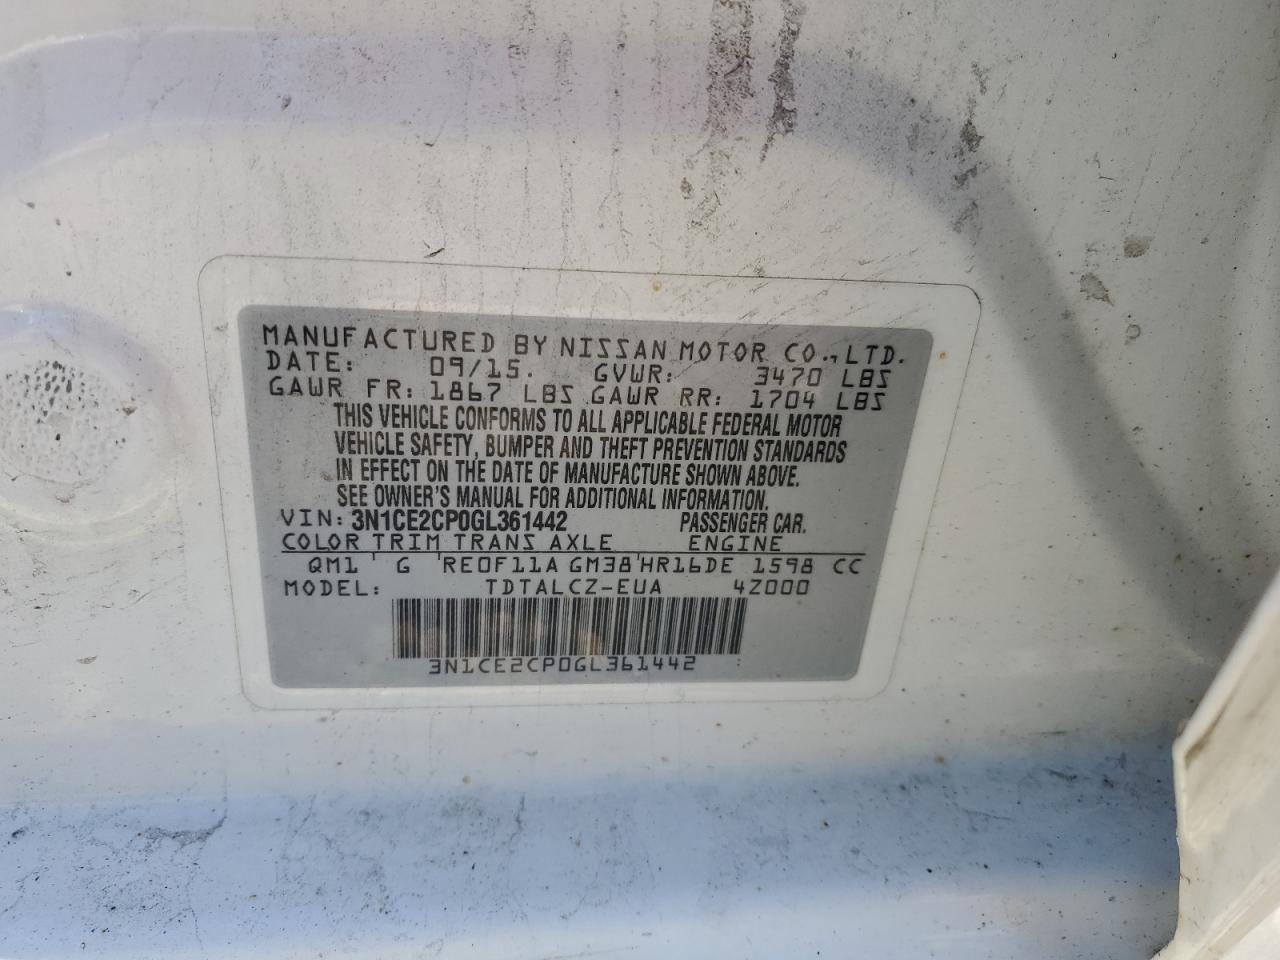 MANUFACTURED BY NISSAN MOTOR CO., LTD.
DATE: 09/15. GVWR: 3470 LBS
GAWR FR: 1867 LBS GAWR RR: 1704 LBS
THIS VEHICLE CONFORMS TO ALL APPLICABLE FEDERAL MOTOR
VEHICLE SAFETY, BUMPER AND THEFT PREVENTION STANDARDS
IN EFFECT ON THE DATE OF MANUFACTURE SHOWN ABOVE.
SEE OWNER'S MANUAL FOR ADDITIONAL INFORMATION.
VIN: 3N1CE2CP0GL361442 PASSENGER CAR.
COLOR TRIM TRANS AXLE ENGINE
QM1 G RE0F11A GM38 HR16DE 1598 CC
MODEL: TDTALCZ-EUA 4Z000
3N1CE2CP0GL361442